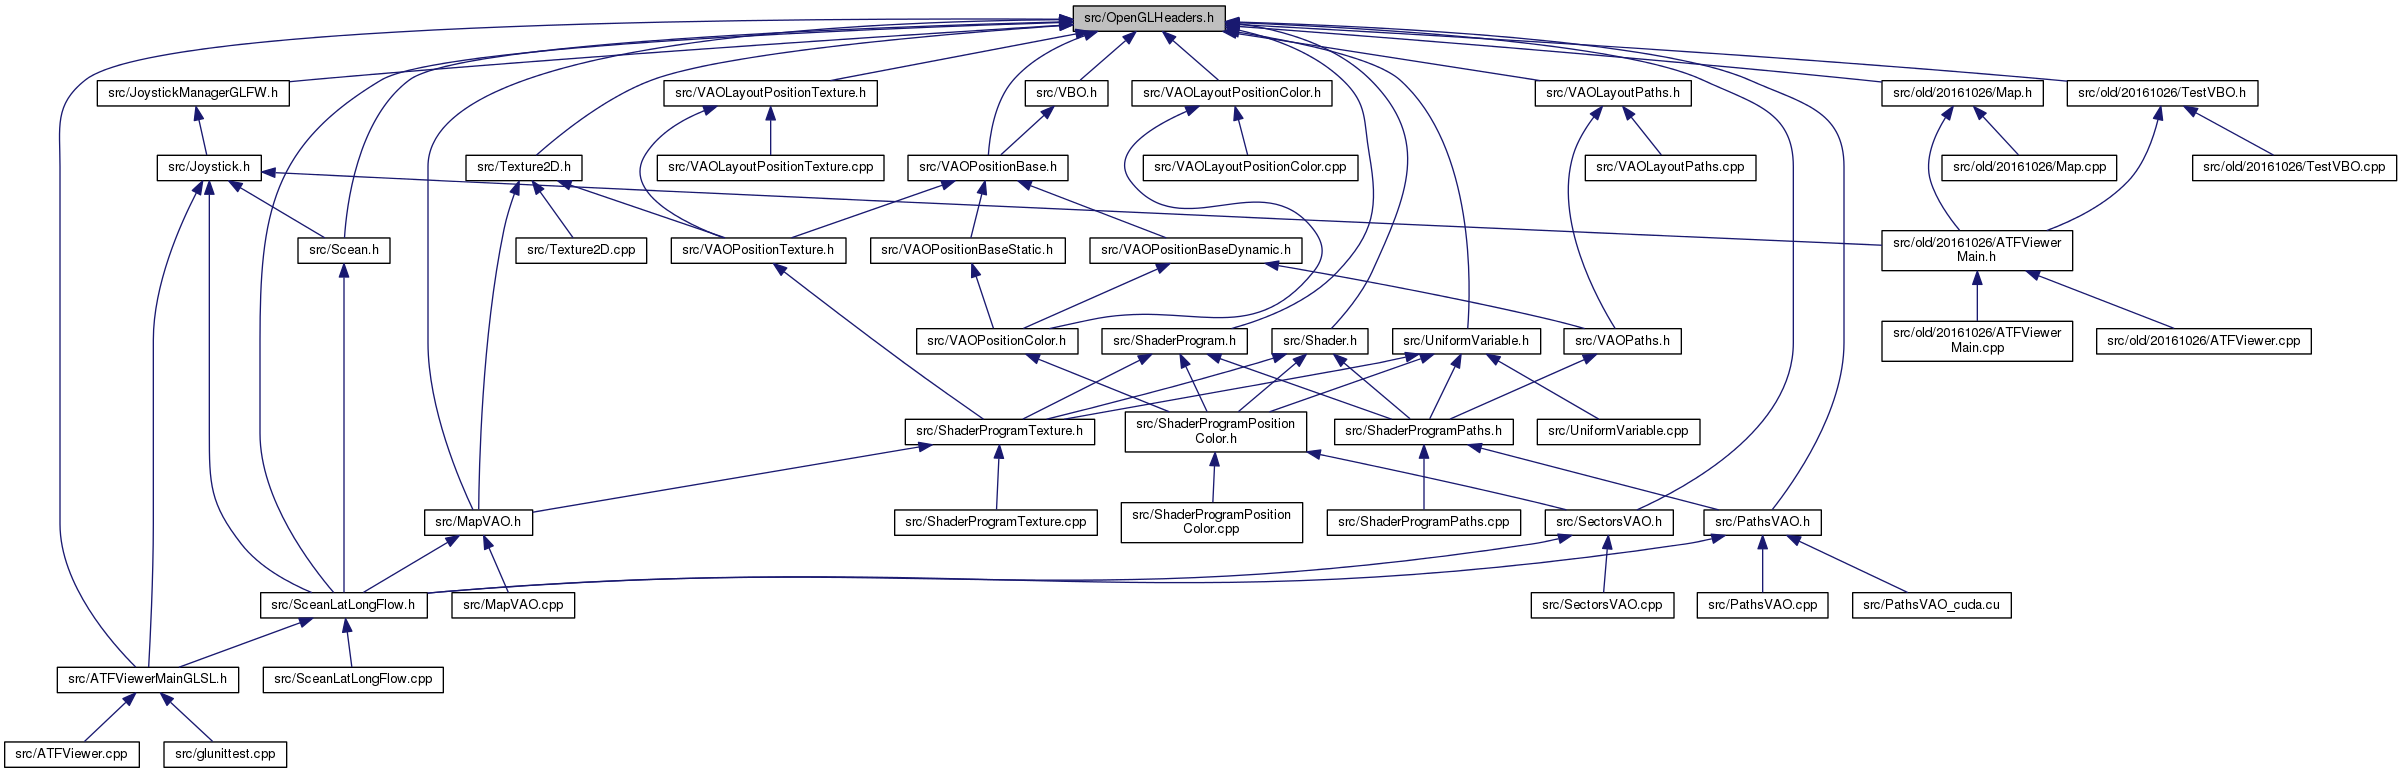 src/OpenGLHeaders.h
src/JoystickManagerGLFW.h
src/VAOLayoutPositionTexture.h
src/VBO.h
src/VAOLayoutPositionColor.h
src/VAOLayoutPaths.h
src/old/20161026/Map.h
src/old/20161026/TestVBO.h
src/Joystick.h
src/Texture2D.h
src/VAOLayoutPositionTexture.cpp
src/VAOPositionBase.h
src/VAOLayoutPositionColor.cpp
src/VAOLayoutPaths.cpp
src/old/20161026/Map.cpp
src/old/20161026/TestVBO.cpp
src/Scean.h
src/Texture2D.cpp
src/VAOPositionTexture.h
src/VAOPositionBaseStatic.h
src/VAOPositionBaseDynamic.h
src/old/20161026/ATFViewer
Main.h
src/VAOPositionColor.h
src/ShaderProgram.h
src/Shader.h
src/UniformVariable.h
src/VAOPaths.h
src/old/20161026/ATFViewer
Main.cpp
src/old/20161026/ATFViewer.cpp
src/ShaderProgramTexture.h
src/ShaderProgramPosition
Color.h
src/ShaderProgramPaths.h
src/UniformVariable.cpp
src/MapVAO.h
src/ShaderProgramTexture.cpp
src/ShaderProgramPosition
Color.cpp
src/ShaderProgramPaths.cpp
src/SectorsVAO.h
src/PathsVAO.h
src/SceanLatLongFlow.h
src/MapVAO.cpp
src/SectorsVAO.cpp
src/PathsVAO.cpp
src/PathsVAO_cuda.cu
src/ATFViewerMainGLSL.h
src/SceanLatLongFlow.cpp
src/ATFViewer.cpp
src/glunittest.cpp